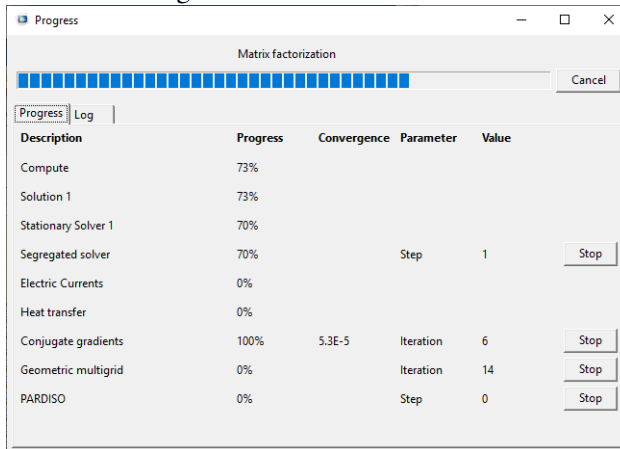 Progress
Matrix factorization
Cancel
Progress Log
Description Progress Convergence Parameter Value
Compute 73%
Solution 1 73%
Stationary Solver 1 70%
Segregated solver 70% Step 1 Stop
Electric Currents 0%
Heat transfer 0%
Conjugate gradients 100% 5.3E-5 Iteration 6 Stop
Geometric multigrid 0% Iteration 14 Stop
PARDISO 0% Step 0 Stop